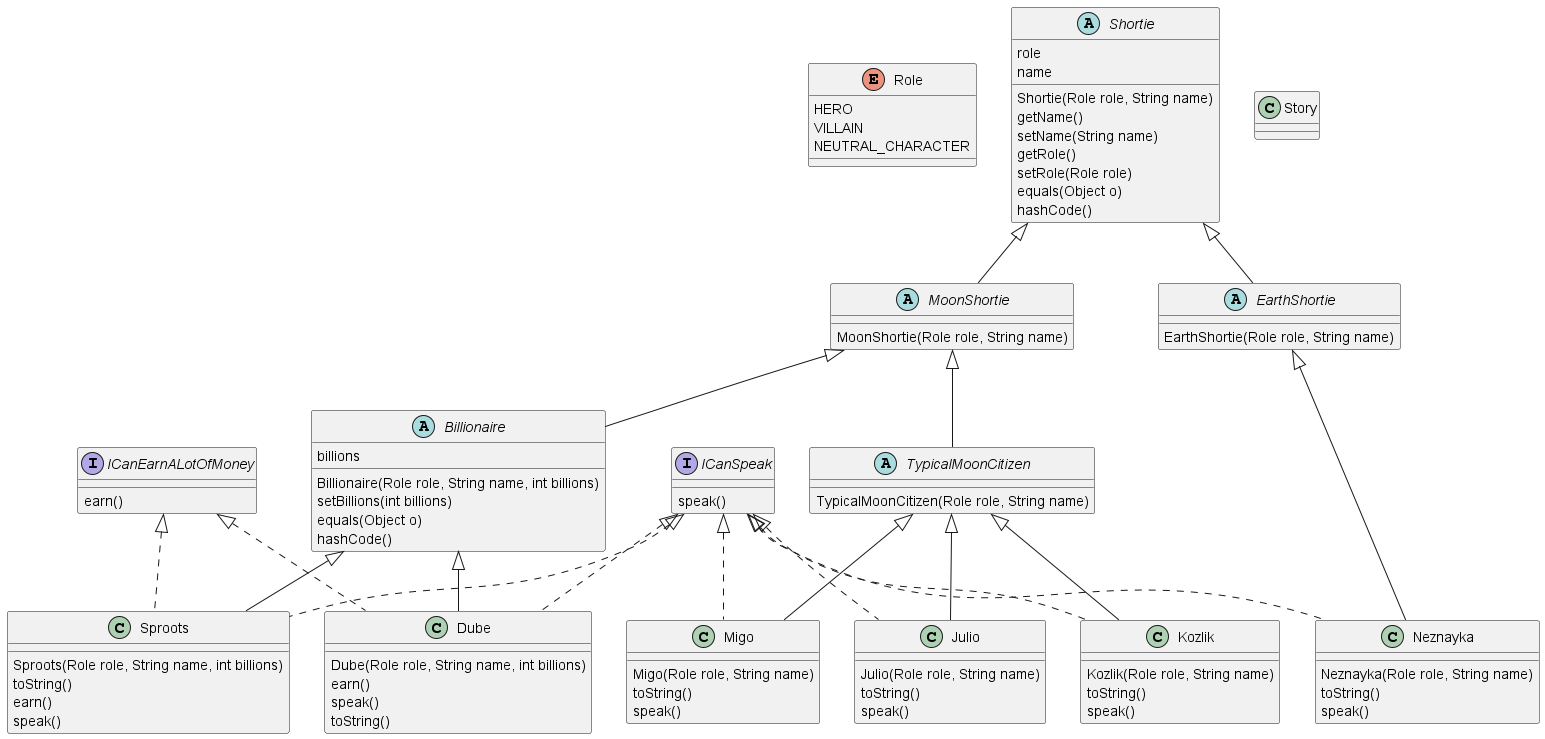 A Shortie
role
name
Shortie(Role role, String name)
getName()
setName(String name)
getRole()
setRole(Role role)
equals(Object o)
hashCode()
E Role
HERO
VILLAIN
NEUTRAL_CHARACTER
C Story
A MoonShortie
MoonShortie(Role role, String name)
A EarthShortie
EarthShortie(Role role, String name)
I ICanEarnALotOfMoney
earn()
A Billionaire
billions
Billionaire(Role role, String name, int billions)
setBillions(int billions)
equals(Object o)
hashCode()
I ICanSpeak
speak()
A TypicalMoonCitizen
TypicalMoonCitizen(Role role, String name)
C Sproots
Sproots(Role role, String name, int billions)
toString()
earn()
speak()
C Dube
Dube(Role role, String name, int billions)
earn()
speak()
toString()
C Migo
Migo(Role role, String name)
toString()
speak()
C Julio
Julio(Role role, String name)
toString()
speak()
C Kozlik
Kozlik(Role role, String name)
toString()
speak()
C Neznayka
Neznayka(Role role, String name)
toString()
speak()